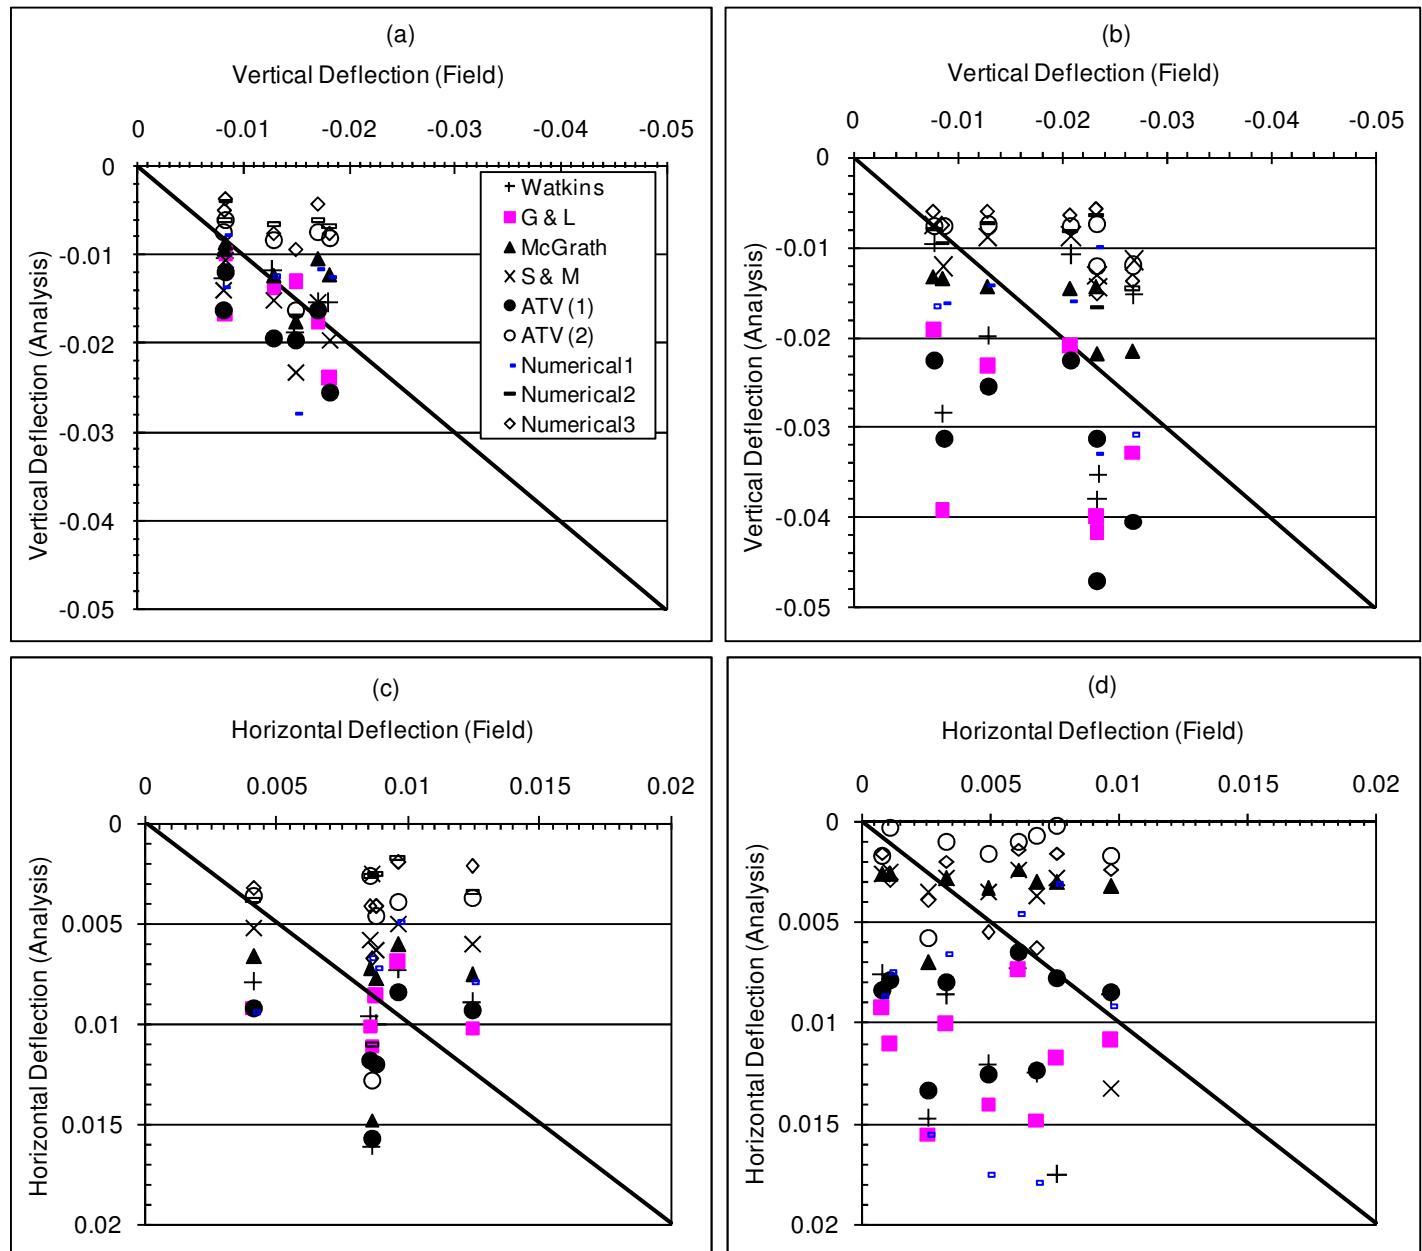 (a)
Vertical Deflection (Field)
0 -0.01 -0.02 -0.03 -0.04 -0.05
0
-0.01
-0.02
-0.03
-0.04
-0.05
Vertical Deflection (Analysis)
Watkins
G & L
McGrath
S & M
ATV (1)
ATV (2)
Numerical1
Numerical2
Numerical3
(b)
Vertical Deflection (Field)
0 -0.01 -0.02 -0.03 -0.04 -0.05
0
-0.01
-0.02
-0.03
-0.04
-0.05
Vertical Deflection (Analysis)
(c)
Horizontal Deflection (Field)
0 0.005 0.01 0.015 0.02
0
0.005
0.01
0.015
0.02
Horizontal Deflection (Analysis)
(d)
Horizontal Deflection (Field)
0 0.005 0.01 0.015 0.02
0
0.005
0.01
0.015
0.02
Horizontal Deflection (Analysis)